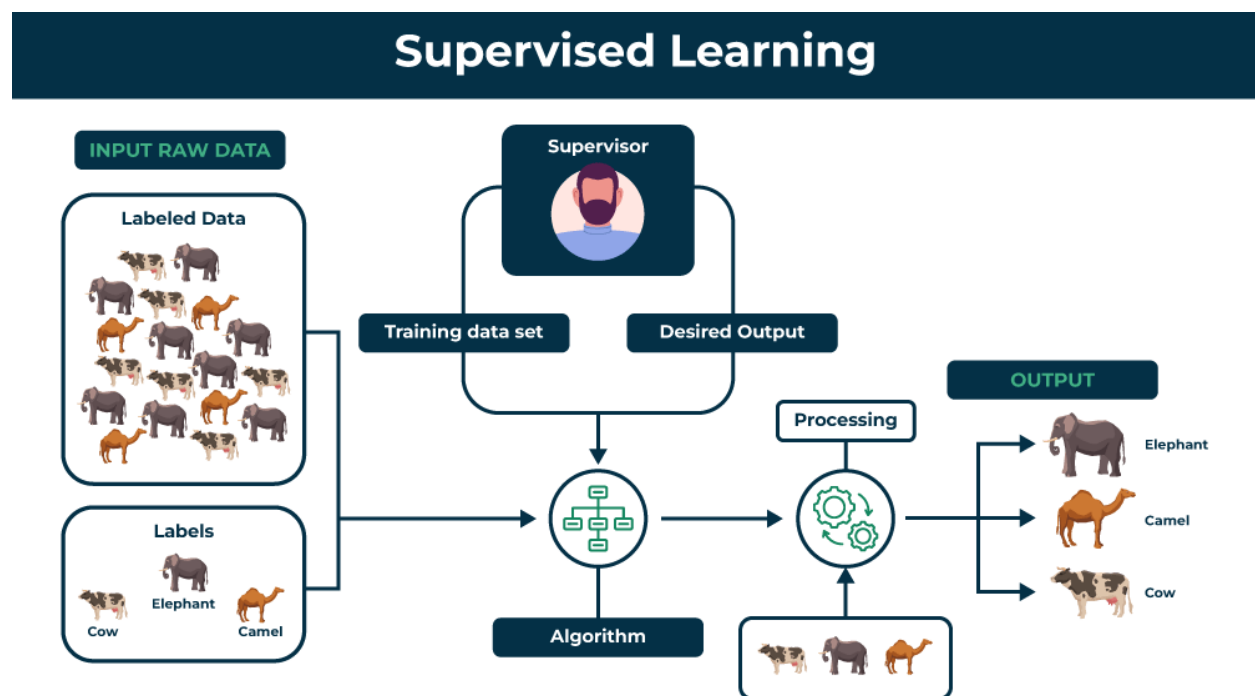 Supervised Learning
INPUT RAW DATA
Labeled Data
Labels
Elephant
Cow
Camel
Supervisor
Training data set
Desired Output
Algorithm
Processing
OUTPUT
Elephant
Camel
Cow